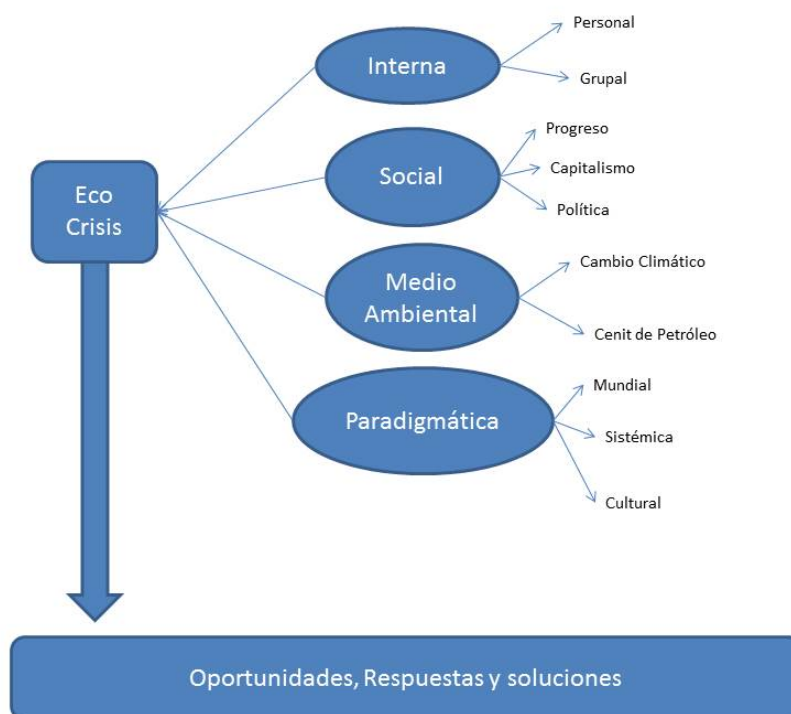 Eco
Crisis
Interna
Personal
Grupal
Social
Progreso
Capitalismo
Política
Medio
Ambiental
Cambio Climático
Cenit de Petróleo
Paradigmática
Mundial
Sistémica
Cultural
Oportunidades, Respuestas y soluciones